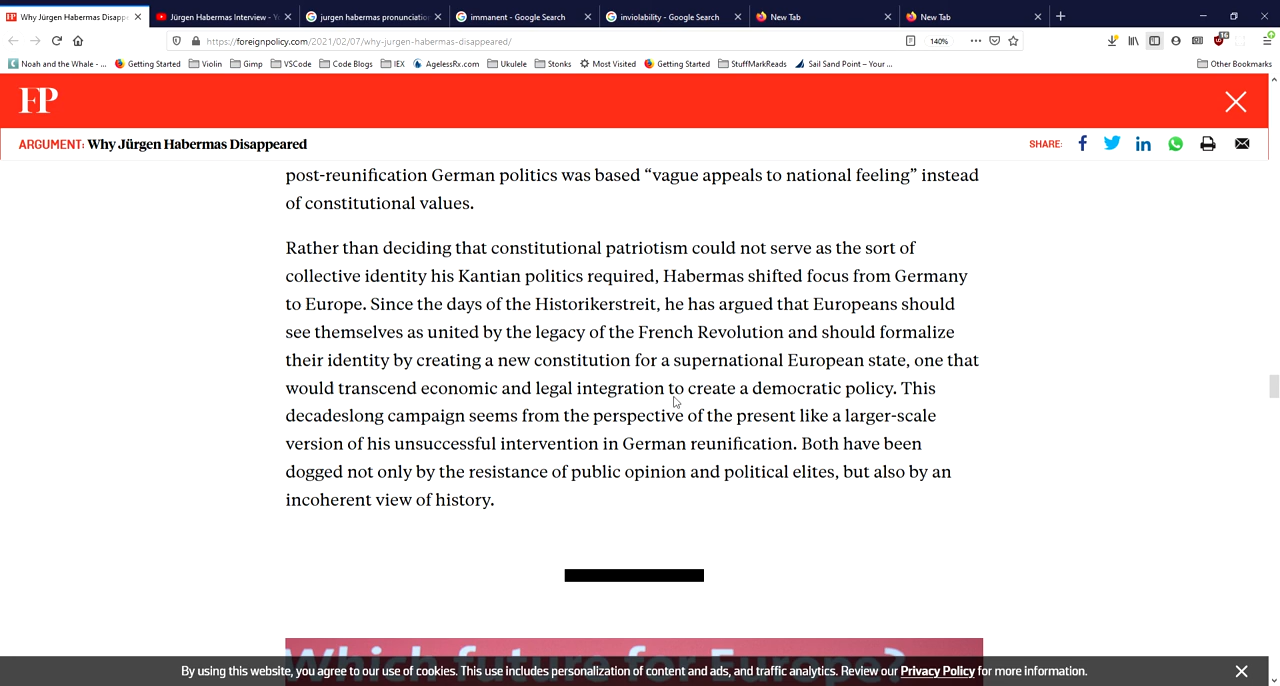 Why Jürgen Habermas Disapp
Jürgen Habermas Interview - Y
jurgen habermas pronunciation
immanent - Google Search
inviolability - Google Search
New Tab
New Tab
https://foreignpolicy.com/2021/02/07/why-jurgen-habermas-disappeared/
140%
Noah and the Whale - ...
Getting Started
Violin
Gimp
VSCode
Code Blogs
IEX
AgelessRx.com
Ukulele
Stonks
Most Visited
Getting Started
StuffMarkReads
Sail Sand Point – Your ...
Other Bookmarks
FP
ARGUMENT: Why Jürgen Habermas Disappeared
SHARE:
post-reunification German politics was based “vague appeals to national feeling” instead
of constitutional values.
Rather than deciding that constitutional patriotism could not serve as the sort of
collective identity his Kantian politics required, Habermas shifted focus from Germany
to Europe. Since the days of the Historikerstreit, he has argued that Europeans should
see themselves as united by the legacy of the French Revolution and should formalize
their identity by creating a new constitution for a supernational European state, one that
would transcend economic and legal integration to create a democratic policy. This
decadeslong campaign seems from the perspective of the present like a larger-scale
version of his unsuccessful intervention in German reunification. Both have been
dogged not only by the resistance of public opinion and political elites, but also by an
incoherent view of history.
Which future for Europe?
By using this website, you agree to our use of cookies. This use includes personalization of content and ads, and traffic analytics. Review our Privacy Policy for more information.